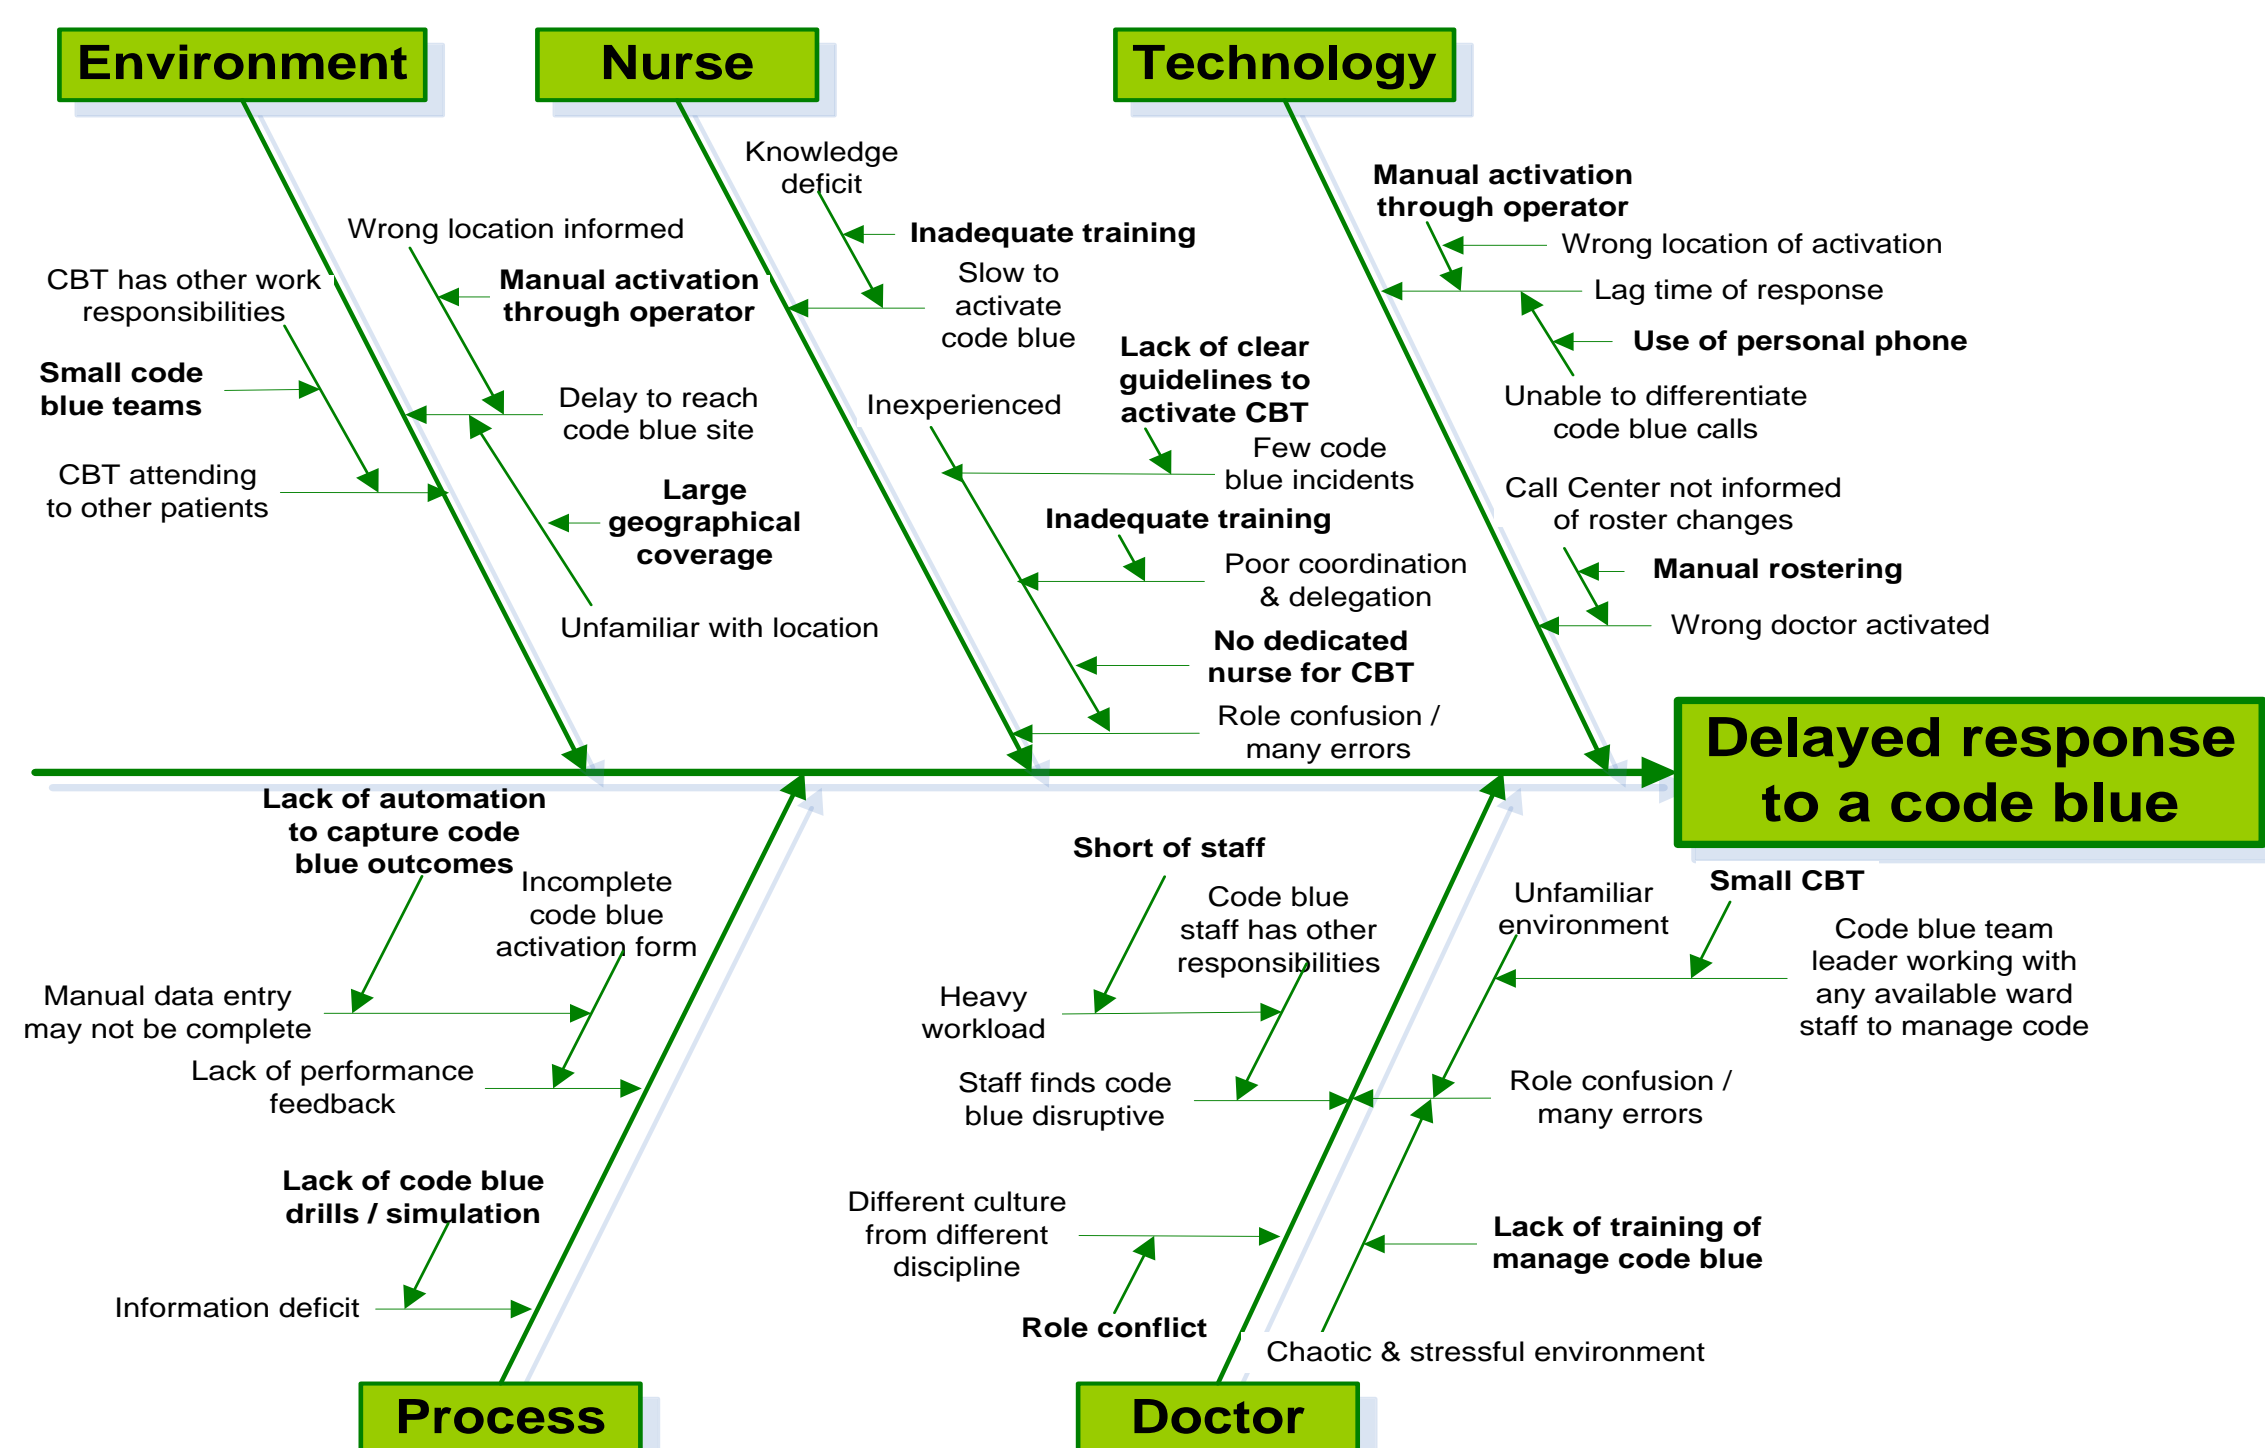 Environment
Nurse
Technology
CBT has other work
responsibilities
Small code
blue teams
CBT attending
to other patients
Wrong location informed
Manual activation
through operator
Delay to reach
code blue site
Large
geographical
coverage
Unfamiliar with location
Knowledge
deficit
Inadequate training
Slow to
activate
code blue
Inexperienced
Lack of clear
guidelines to
activate CBT
Few code
blue incidents
Inadequate training
Poor coordination
& delegation
No dedicated
nurse for CBT
Role confusion /
many errors
Manual activation
through operator
Wrong location of activation
Lag time of response
Use of personal phone
Unable to differentiate
code blue calls
Call Center not informed
of roster changes
Manual rostering
Wrong doctor activated
Delayed response
to a code blue
Lack of automation
to capture code
blue outcomes
Incomplete
code blue
activation form
Manual data entry
may not be complete
Lack of performance
feedback
Lack of code blue
drills / simulation
Information deficit
Short of staff
Code blue
staff has other
responsibilities
Heavy
workload
Staff finds code
blue disruptive
Different culture
from different
discipline
Role conflict
Unfamiliar
environment
Small CBT
Code blue team
leader working with
any available ward
staff to manage code
Role confusion /
many errors
Lack of training of
manage code blue
Chaotic & stressful environment
Process
Doctor